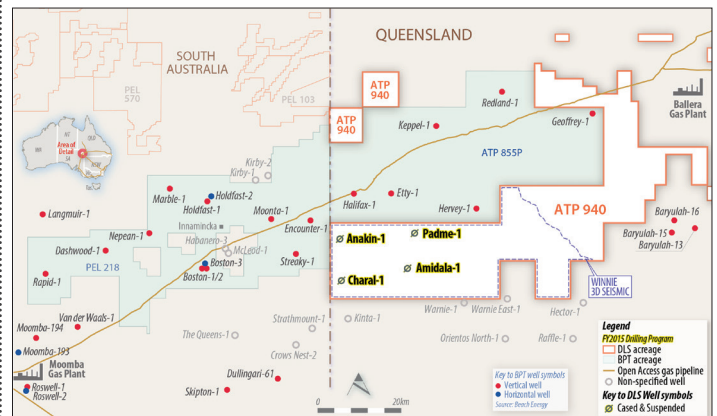 QUEENSLAND
SOUTH
AUSTRALIA
PEL
570
PEL 103
ATP
940
ATP
940
Redland-1
Ballera
Gas Plant
Keppel-1
Geoffrey-1
ATP 855P
Area of
Detail
Kirby-2
Kirby-1
Marble-1
Holdfast-2
Holdfast-1
Halifax-1
Etty-1
Hervey-1
ATP 940
Langmuir-1
Moonta-1
Encounter-1
Innamincka
Nepean-1
Habanero-3
McLeod-1
Dashwood-1
PEL 218
Boston-3
Boston-1/2
Streaky-1
Rapid-1
Anakin-1
Padme-1
Charal-1
Amidala-1
Baryulah-16
Baryulah-15
Baryulah-13
WINNIE
3D SEISMIC
Van der Waals-1
Moomba-194
Moomba-193
Moomba
Gas Plant
Roswell-1
Roswell-2
The Queens-1
Strathmount-1
Crows Nest-2
Kinta-1
Warnie-1
Warnie East-1
Hector-1
Orientos North-1
Raffle-1
Dullingari-61
Skipton-1
0
20km
Key to BPT well symbols
Vertical well
Horizontal well
Source: Beach Energy
Legend
FY2015 Drilling Program
DLS acreage
BPT acreage
Open Access gas pipeline
Non-specified well
Key to DLS Well symbols
Cased & Suspended